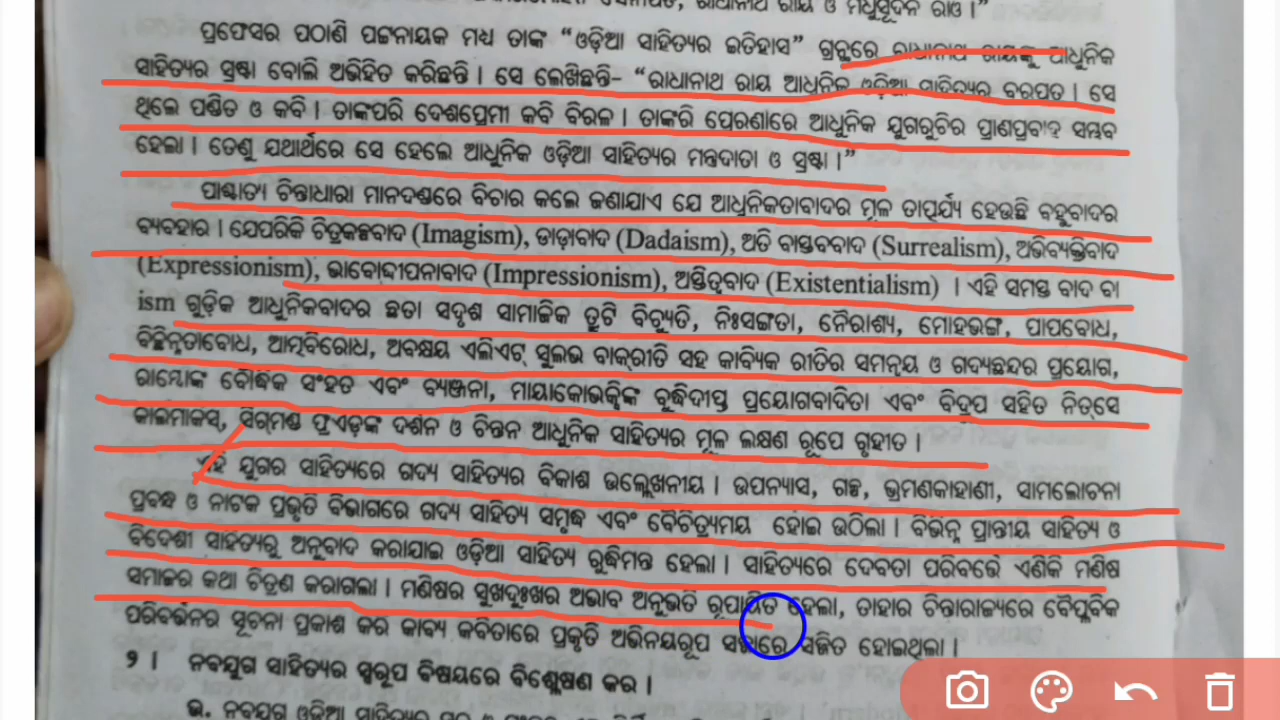 ରାଧାନାଥ ରାୟ ଓ ମଧୁସୂଦନ ରାଓ ।"
ପ୍ରଫେସର ପଠାଣି ପଟ୍ଟନାୟକ ମଧ୍ୟ ତାଙ୍କ "ଓଡ଼ିଆ ସାହିତ୍ୟର ଇତିହାସ" ଗ୍ରନ୍ଥରେ ରାଧାନାଥ ରାୟଙ୍କୁ ଆଧୁନିକ
ସାହିତ୍ୟର ସ୍ରଷ୍ଟା ବୋଲି ଅଭିହିତ କରିଛନ୍ତି । ସେ ଲେଖିଛନ୍ତି- "ରାଧାନାଥ ରାୟ ଆଧୁନିକ ଓଡ଼ିଆ ସାହିତ୍ୟର ବରପୁତ୍ର । ସେ
ଥିଲେ ପଣ୍ଡିତ ଓ କବି । ତାଙ୍କପରି ଦେଶପ୍ରେମୀ କବି ବିରଳ । ତାଙ୍କରି ପ୍ରେରଣାରେ ଆଧୁନିକ ଯୁଗରୁଚିର ପ୍ରାଣପ୍ରବାହ ସମ୍ଭବ
ହେଲା । ତେଣୁ ଯଥାର୍ଥରେ ସେ ହେଲେ ଆଧୁନିକ ଓଡ଼ିଆ ସାହିତ୍ୟର ମନ୍ତ୍ରଦାତା ଓ ସ୍ରଷ୍ଟା ।"
ପାଶ୍ଚାତ୍ୟ ଚିନ୍ତାଧାରା ମାନଦଣ୍ଡରେ ବିଚାର କଲେ ଜଣାଯାଏ ଯେ ଆଧୁନିକତାବାଦର ମୂଳ ତାତ୍ପର୍ଯ୍ୟ ହେଉଛି ବହୁବାଦର
ବ୍ୟବହାର । ଯେପରିକି ଚିତ୍ରକଳ୍ପବାଦ (Imagism), ଡାଡ଼ାବାଦ (Dadaism), ଅତି ବାସ୍ତବବାଦ (Surrealism), ଅଭିବ୍ୟକ୍ତିବାଦ
(Expressionism), ଭାବୋଦ୍ଦୀପନାବାଦ (Impressionism), ଅସ୍ତିତ୍ୱବାଦ (Existentialism) । ଏହି ସମସ୍ତ ବାଦ ବା
ism ଗୁଡ଼ିକ ଆଧୁନିକବାଦର ଛତା ସଦୃଶ ସାମାଜିକ ତ୍ରୁଟି ବିଚ୍ୟୁତି, ନିଃସଙ୍ଗତା, ନୈରାଶ୍ୟ, ମୋହଭଙ୍ଗ, ପାପବୋଧ,
ବିଛିନ୍ନତାବୋଧ, ଆତ୍ମବିରୋଧ, ଅବକ୍ଷୟ ଏଲିଏଟ୍ ସୁଲଭ ବାକ୍‌ରୀତି ସହ କାବ୍ୟିକ ରୀତିର ସମନ୍ୱୟ ଓ ଗଦ୍ୟଛନ୍ଦର ପ୍ରୟୋଗ,
ରାମ୍ବୋଙ୍କ ବୌଦ୍ଧିକ ସଂହତ ଏବଂ ବ୍ୟାଞ୍ଜନା, ମାୟାକୋଭସ୍କିଙ୍କ ବୁଦ୍ଧିଦୀପ୍ତ ପ୍ରୟୋଗବାଦିତା ଏବଂ ବିଦ୍ରୁପ ସହିତ ନିତ୍‌ସେ
କାଲମାର୍କସ୍, ସିଗ୍‌ମଣ୍ଡ ଫ୍ରଏଡ଼ଙ୍କ ଦର୍ଶନ ଓ ଚିନ୍ତନ ଆଧୁନିକ ସାହିତ୍ୟର ମୂଳ ଲକ୍ଷଣ ରୂପେ ଗୃହୀତ ।
ଏହି ଯୁଗର ସାହିତ୍ୟରେ ଗଦ୍ୟ ସାହିତ୍ୟର ବିକାଶ ଉଲ୍ଲେଖନୀୟ । ଉପନ୍ୟାସ, ଗଳ୍ପ, ଭ୍ରମଣକାହାଣୀ, ସାମଲୋଚନା
ପ୍ରବନ୍ଧ ଓ ନାଟକ ପ୍ରଭୃତି ବିଭାଗରେ ଗଦ୍ୟ ସାହିତ୍ୟ ସମୃଦ୍ଧ ଏବଂ ବୈଚିତ୍ର୍ୟମୟ ହୋଇ ଉଠିଲା । ବିଭିନ୍ନ ପ୍ରାନ୍ତୀୟ ସାହିତ୍ୟ ଓ
ବିଦେଶୀ ସାହିତ୍ୟରୁ ଅନୁବାଦ କରାଯାଇ ଓଡ଼ିଆ ସାହିତ୍ୟ ରୁଦ୍ଧିମନ୍ତ ହେଲା । ସାହିତ୍ୟରେ ଦେବତା ପରିବର୍ତ୍ତେ ଏଣିକି ମଣିଷ
ସମାଜର କଥା ଚିତ୍ରଣ କରାଗଲା । ମଣିଷର ସୁଖଦୁଃଖର ଅଭାବ ଅନୁଭୂତି ରୂପାୟିତ ହେଲା, ତାହାର ଚିନ୍ତାରାଜ୍ୟରେ ବୈପ୍ଳବିକ
ପରିବର୍ତ୍ତନର ସୂଚନା ପ୍ରକାଶ କର କାବ୍ୟ କବିତାରେ ପ୍ରକୃତି ଅଭିନୟରୂପ ସଜ୍ଜାରେ ସଜିତ ହୋଇଥିଲା ।
୨ । ନବଯୁଗ ସାହିତ୍ୟର ସ୍ୱରୂପ ବିଷୟରେ ବିଶ୍ଳେଷଣ କର ।
ଉ. ନବଯୁଗ ଓଡ଼ିଆ ସାହିତ୍ୟର